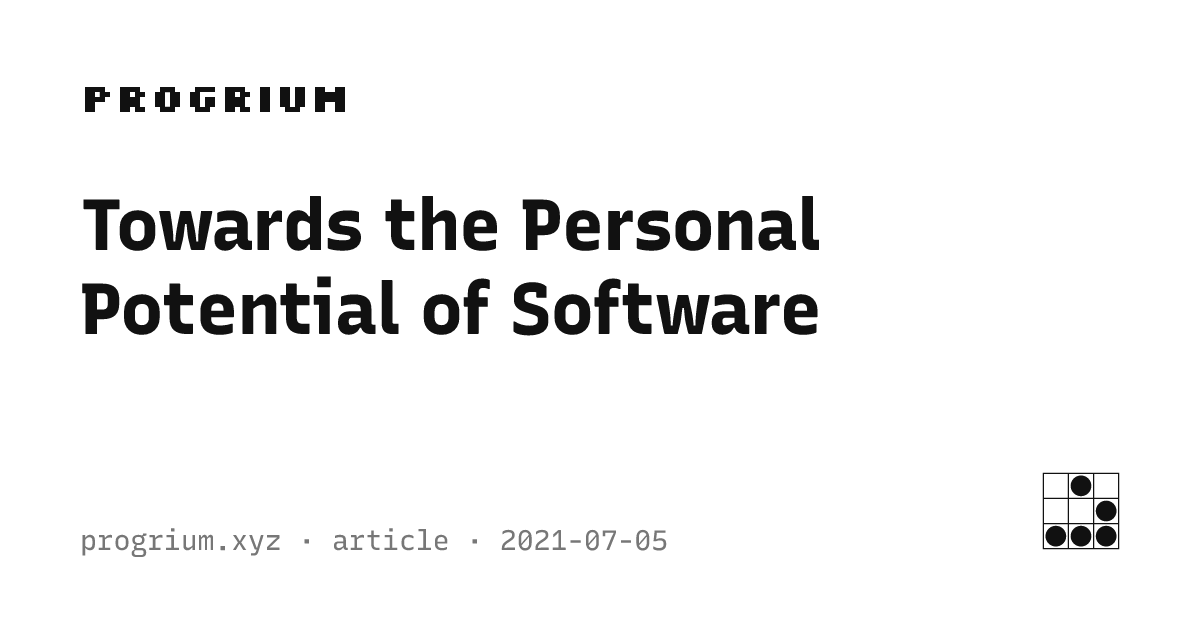 PROGRIUM
Towards the Personal
Potential of Software
progrium.xyz · article · 2021-07-05